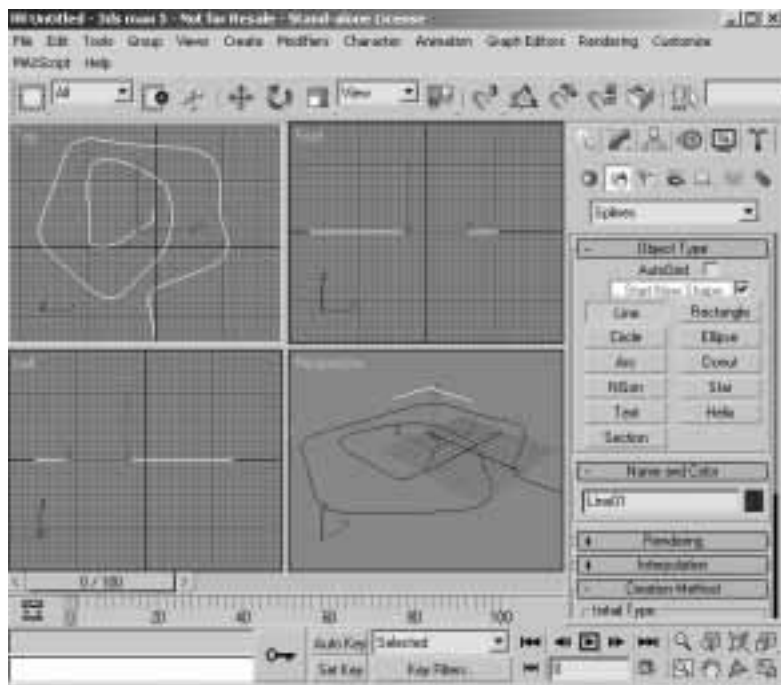 Untitled - 3ds max 5 - Not for Resale - Stand-alone License
File Edit Tools Group Views Create Modifiers Character Animation Graph Editors Rendering Customize
MAXScript Help
All
View
Top
Front
Left
Perspective
Splines
- Object Type
AutoGrid
Start New Shape
Line Rectangle
Circle Ellipse
Arc Donut
NGon Star
Text Helix
Section
- Name and Color
Line01
+ Rendering
+ Interpolation
- Creation Method
Initial Type
< 0 / 100 >
0 20 40 60 80 100
Auto Key Selected
Set Key Key Filters...
0